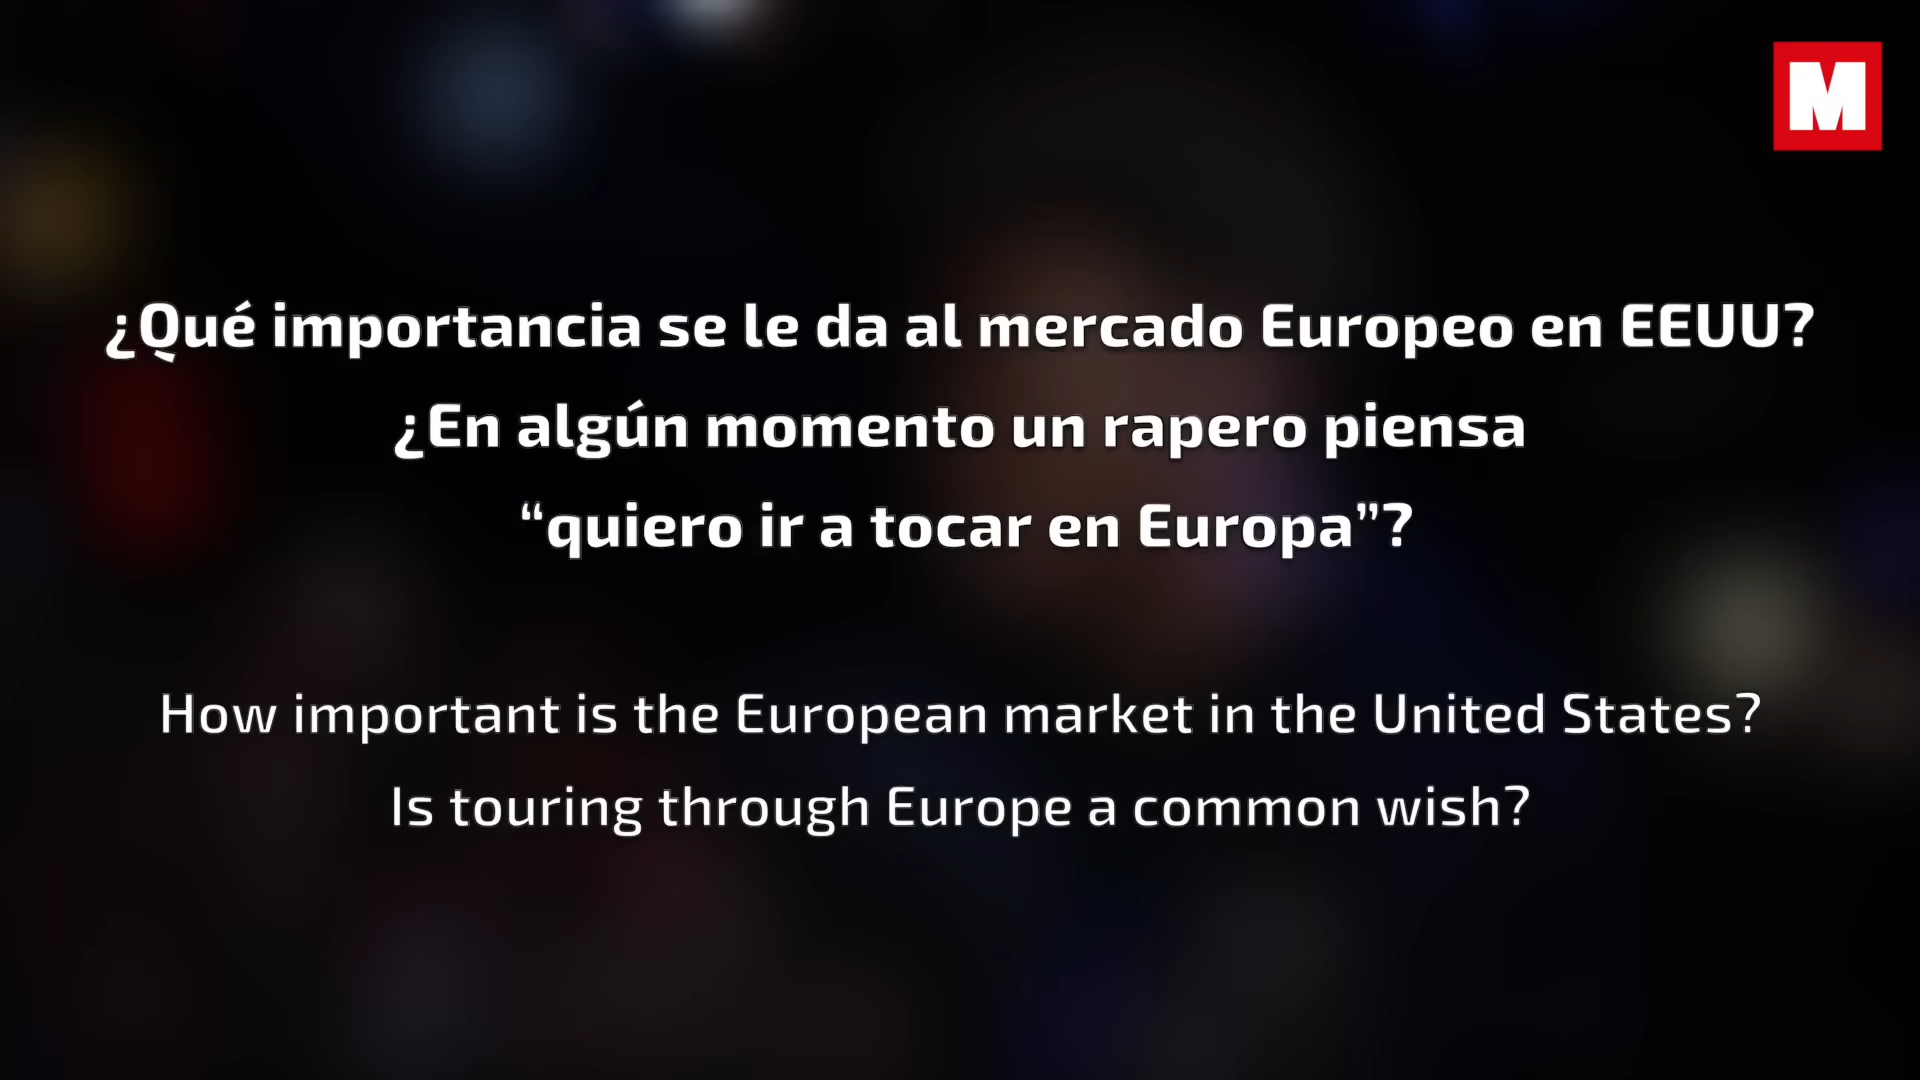 M
¿Qué importancia se le da al mercado Europeo en EEUU?
¿En algún momento un rapero piensa
“quiero ir a tocar en Europa”?
How important is the European market in the United States?
Is touring through Europe a common wish?